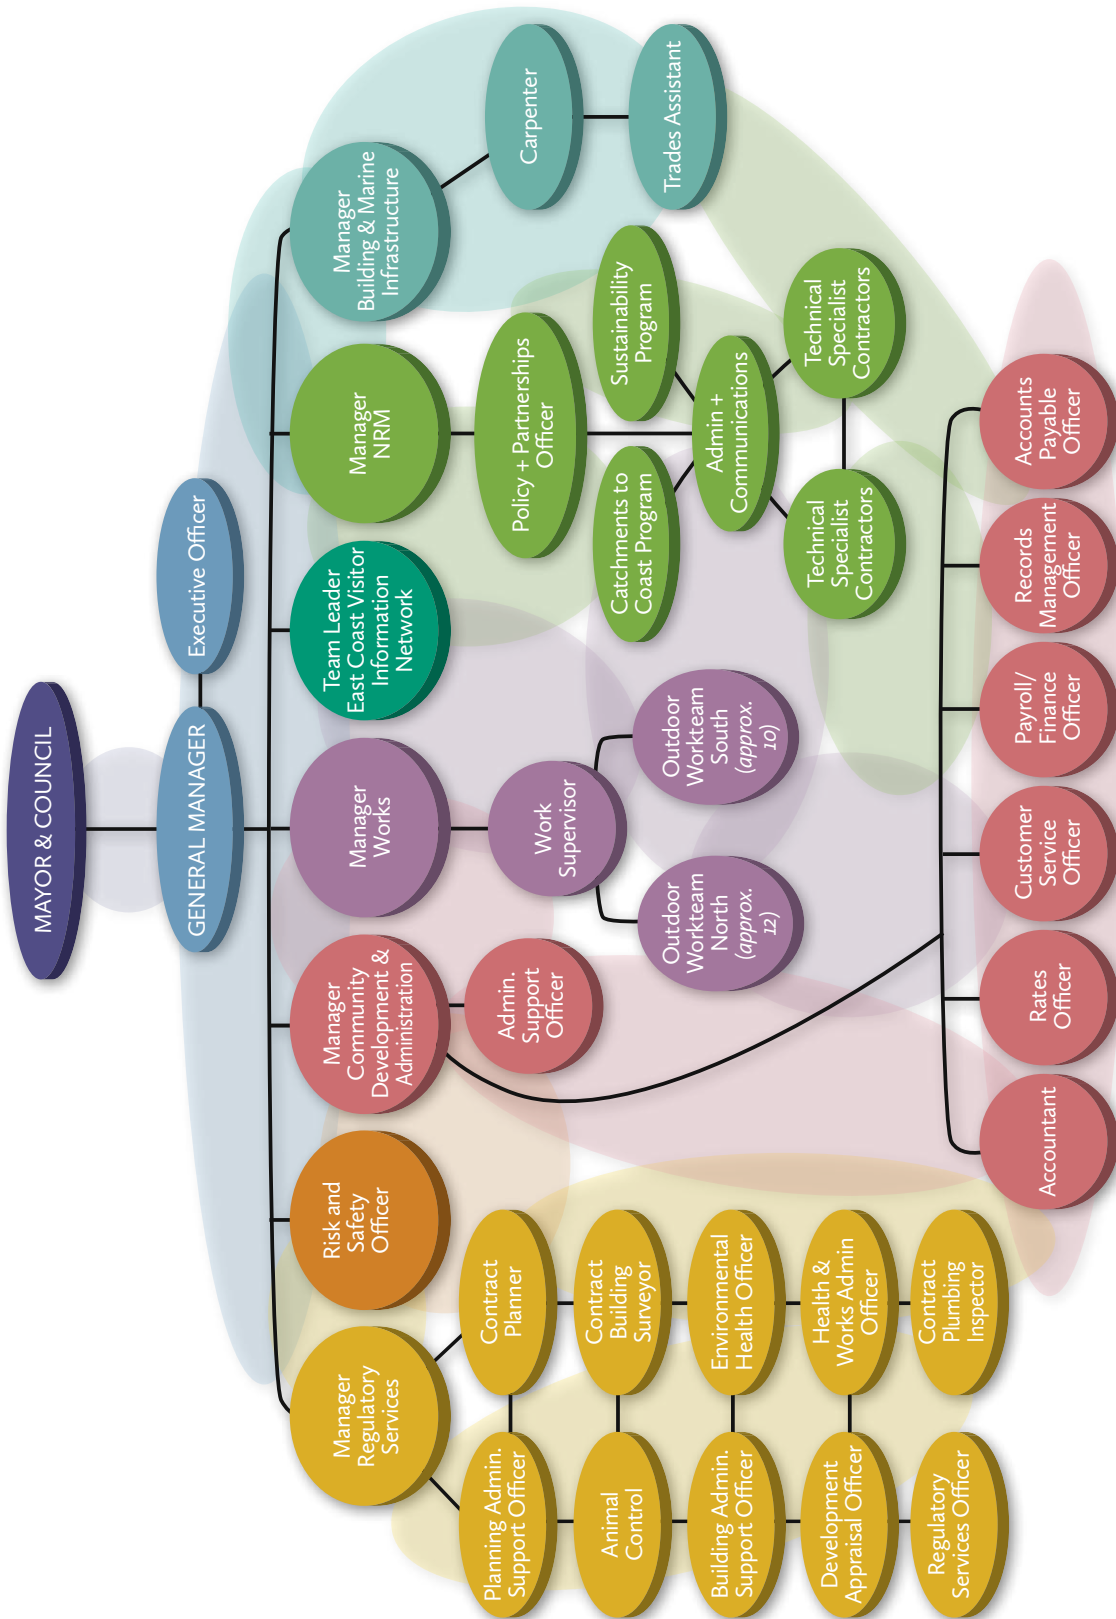 MAYOR & COUNCIL
GENERAL MANAGER
Executive Officer
Manager
Regulatory
Services
Risk and
Safety
Officer
Manager
Community
Development &
Administration
Manager
Works
Team Leader
East Coast Visitor
Information
Network
Manager
NRM
Manager
Building & Marine
Infrastructure
Planning Admin.
Support Officer
Contract
Planner
Animal
Control
Contract
Building
Surveyor
Building Admin.
Support Officer
Environmental
Health Officer
Development
Appraisal Officer
Health &
Works Admin
Officer
Regulatory
Services Officer
Contract
Plumbing
Inspector
Admin.
Support
Officer
Work
Supervisor
Outdoor
Workteam
North
(approx.
12)
Outdoor
Workteam
South
(approx.
10)
Policy + Partnerships
Officer
Catchments to
Coast Program
Sustainability
Program
Admin +
Communications
Technical
Specialist
Contractors
Technical
Specialist
Contractors
Carpenter
Trades Assistant
Accountant
Rates
Officer
Customer
Service
Officer
Payroll/
Finance
Officer
Records
Management
Officer
Accounts
Payable
Officer